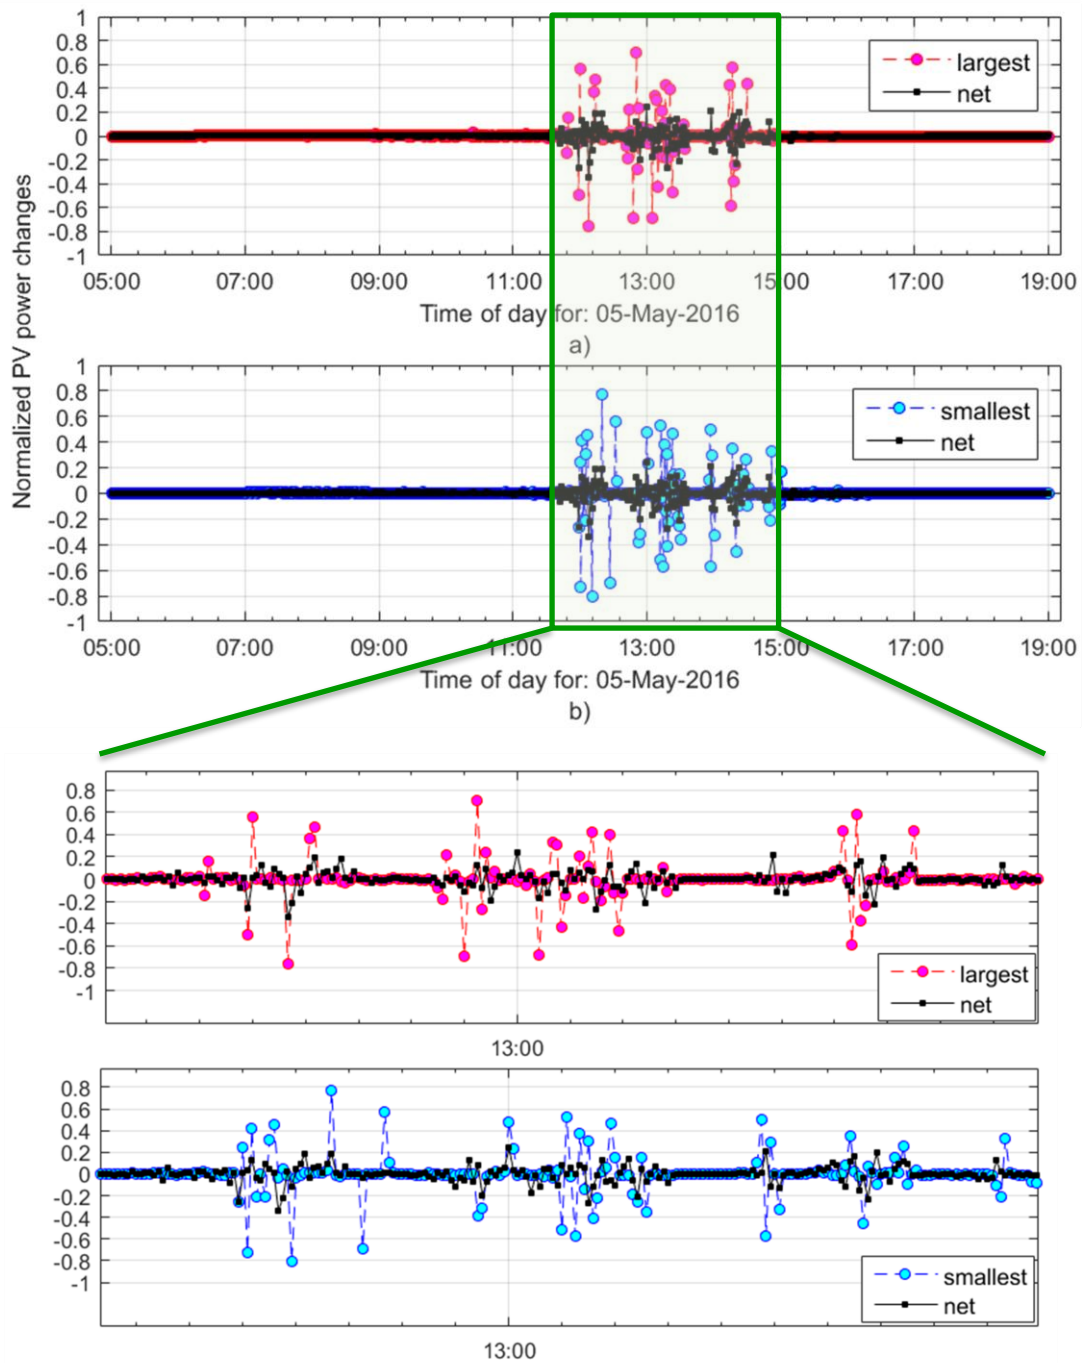 Normalized PV power changes
1
0.8
0.6
0.4
0.2
0
-0.2
-0.4
-0.6
-0.8
-1
largest
net
05:00 07:00 09:00 11:00 13:00 15:00 17:00 19:00
Time of day for: 05-May-2016
a)
1
0.8
0.6
0.4
0.2
0
-0.2
-0.4
-0.6
-0.8
-1
smallest
net
05:00 07:00 09:00 11:00 13:00 15:00 17:00 19:00
Time of day for: 05-May-2016
b)
0.8
0.6
0.4
0.2
0
-0.2
-0.4
-0.6
-0.8
-1
largest
net
13:00
0.8
0.6
0.4
0.2
0
-0.2
-0.4
-0.6
-0.8
-1
smallest
net
13:00